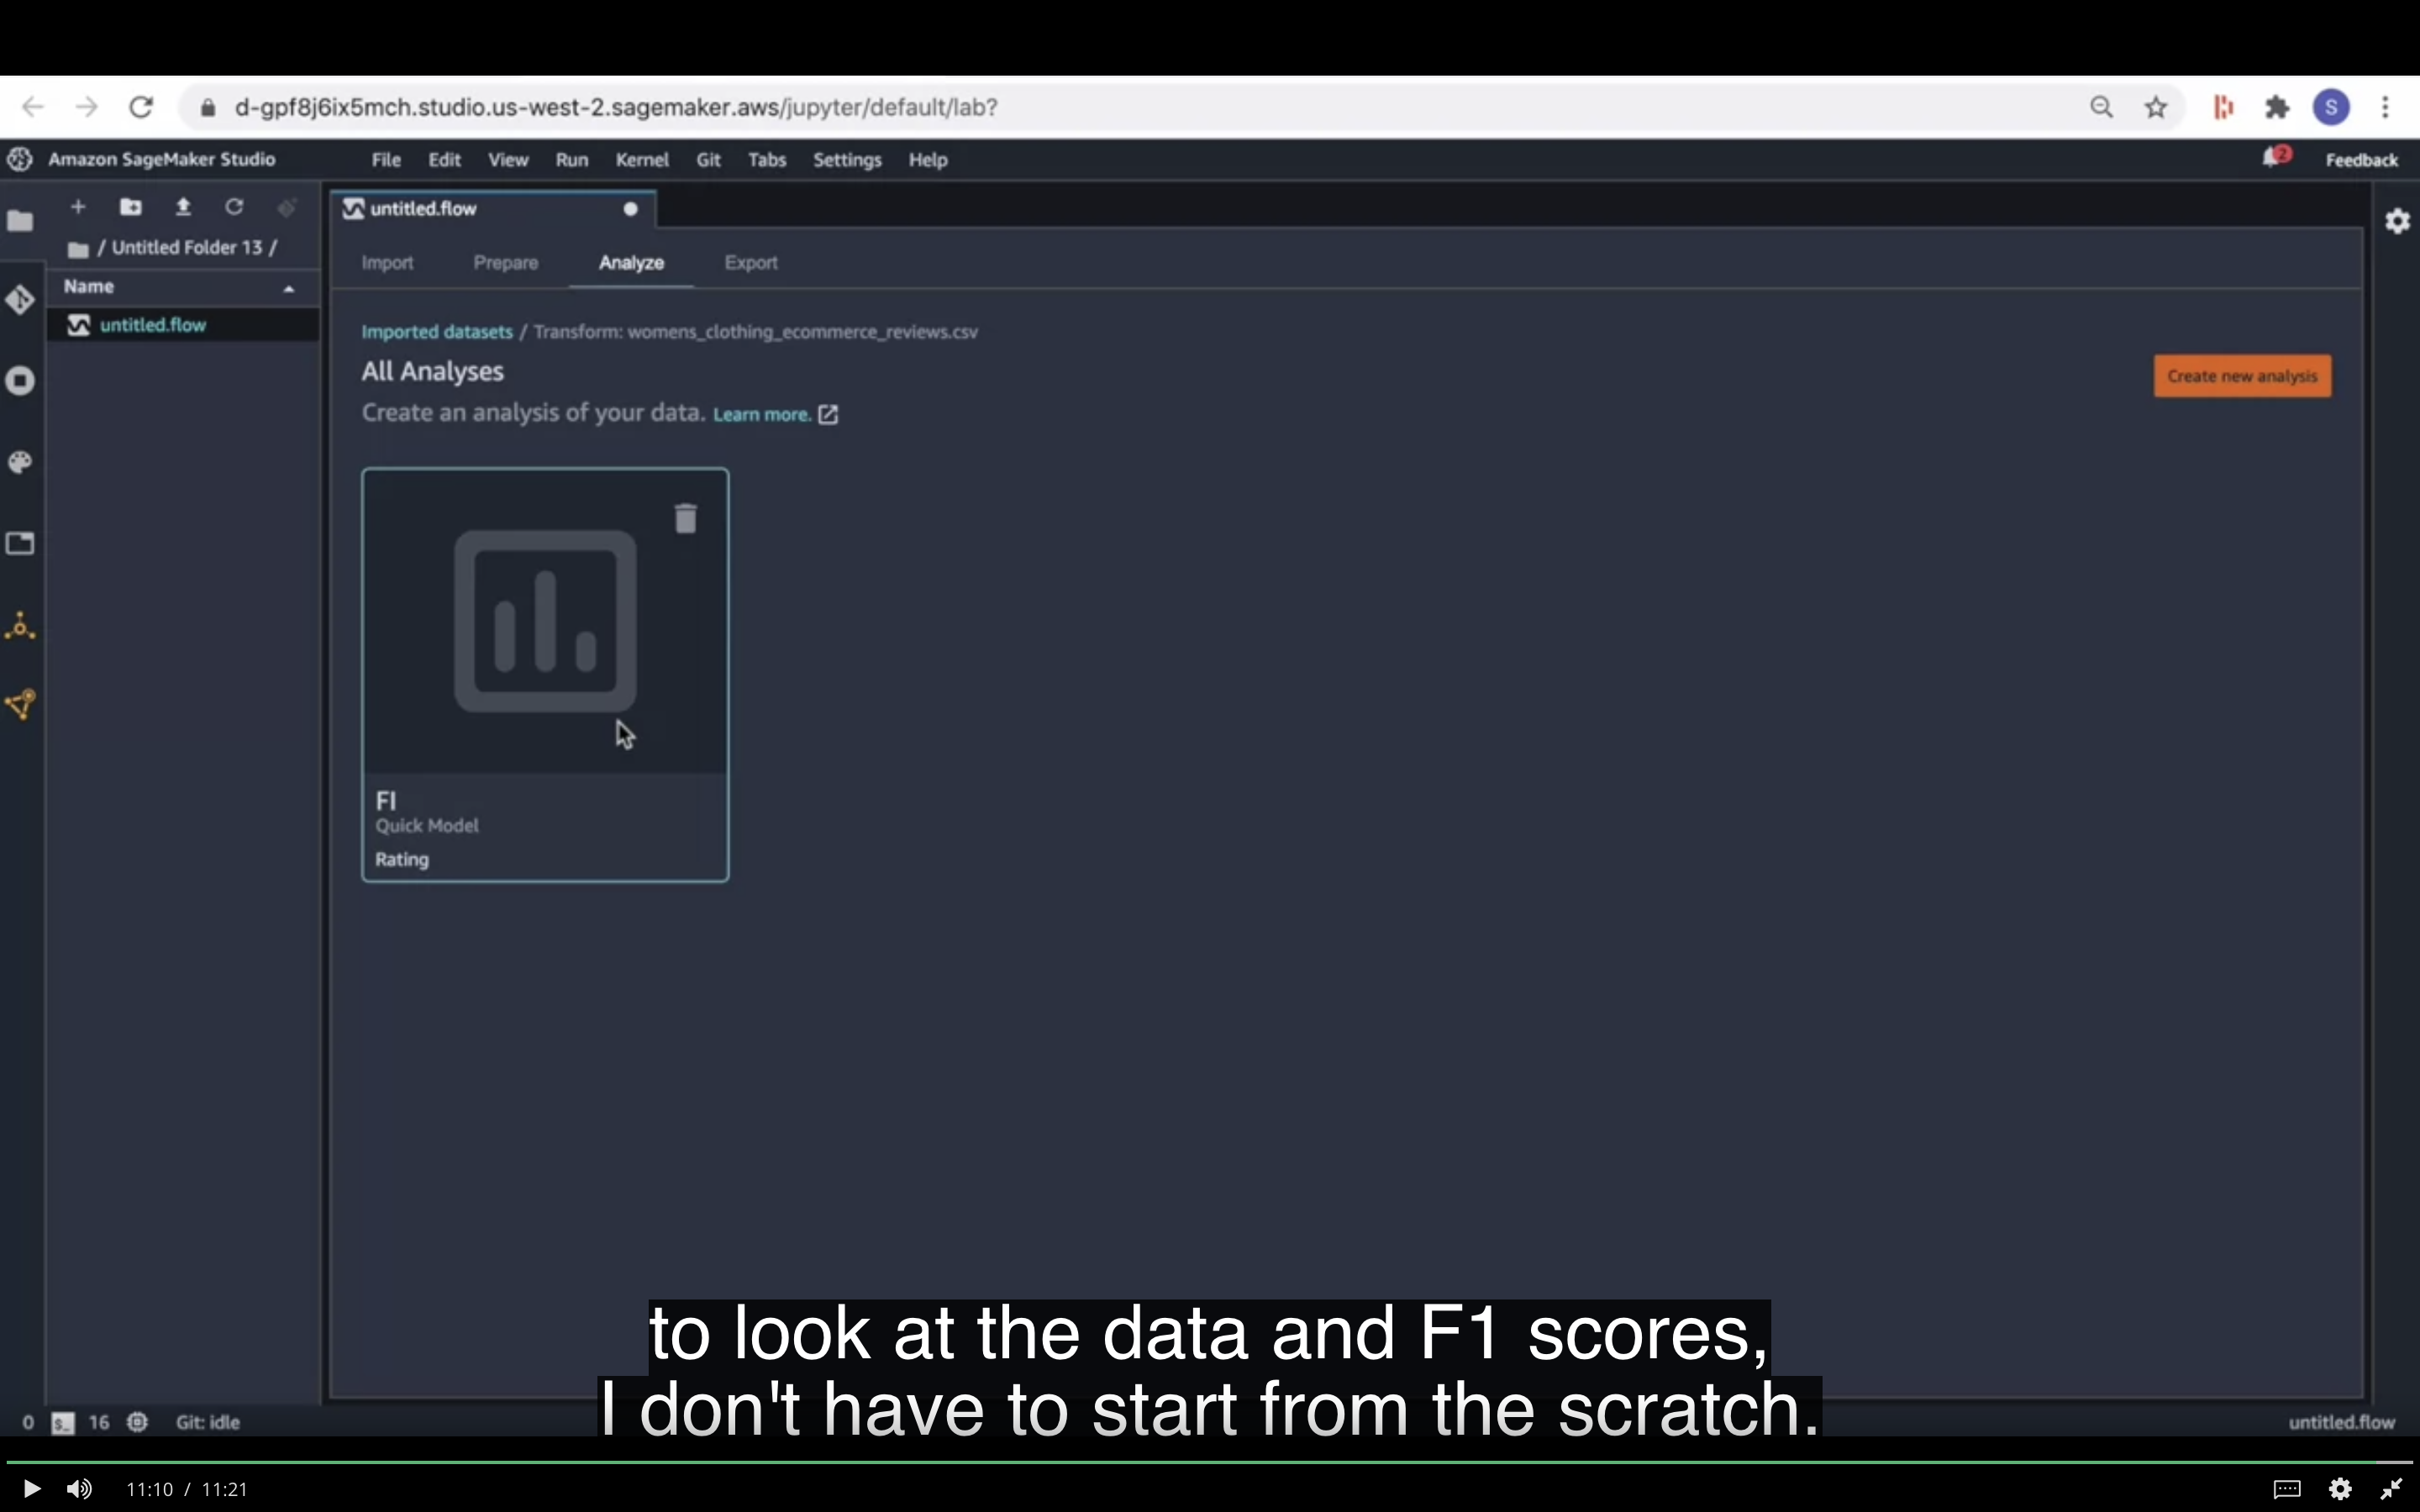 d-gpf8j6ix5mch.studio.us-west-2.sagemaker.aws/jupyter/default/lab?
S
Amazon SageMaker Studio
File Edit View Run Kernel Git Tabs Settings Help
2
Feedback
untitled.flow
/ Untitled Folder 13 /
Import Prepare Analyze Export
Name
untitled.flow
Imported datasets / Transform: womens_clothing_ecommerce_reviews.csv
All Analyses
Create new analysis
Create an analysis of your data. Learn more.
FI
Quick Model
Rating
to look at the data and F1 scores,
I don't have to start from the scratch.
0 $_ 16 Git: idle
untitled.flow
11:10 / 11:21